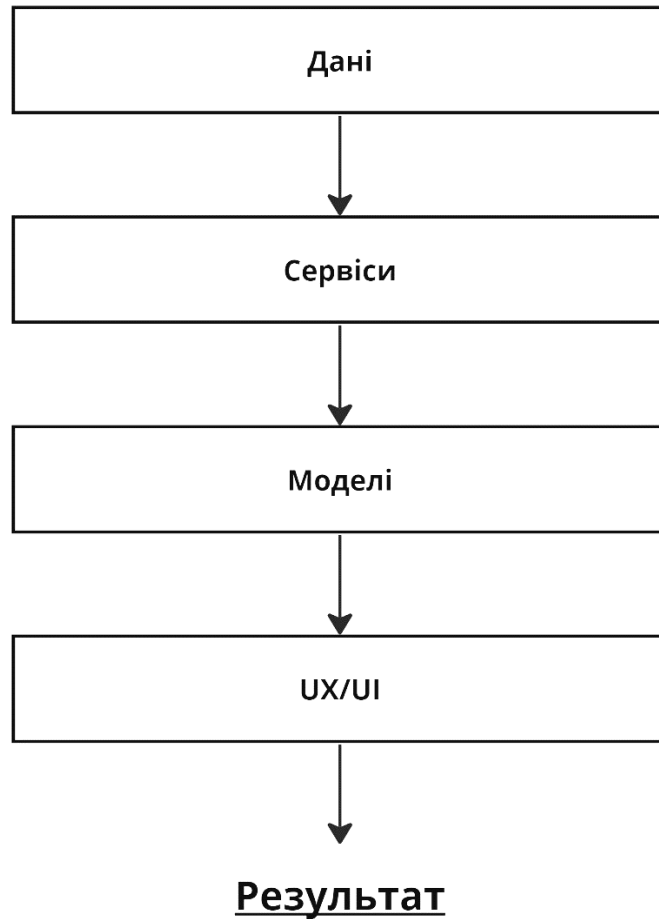 Дані
Сервіси
Моделі
UX/UI
Результат